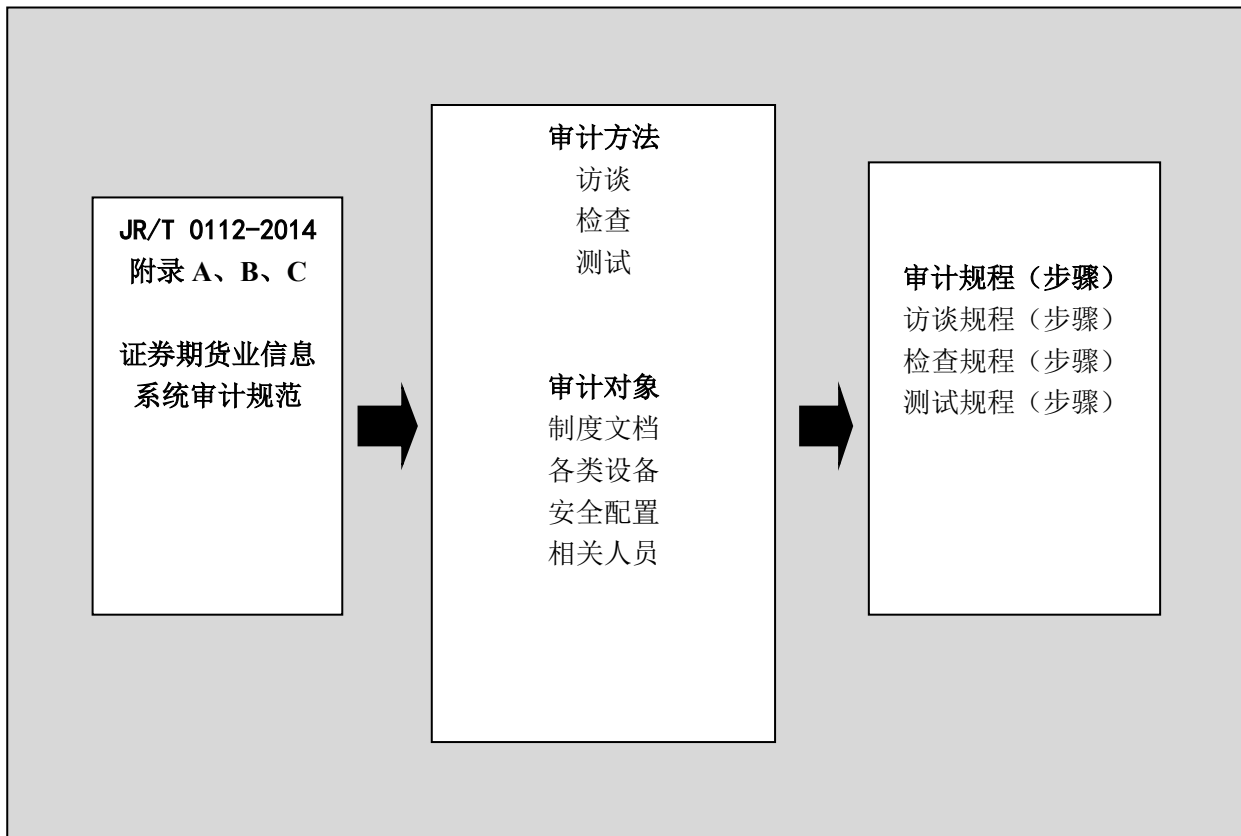 JR/T 0112-2014
附录 A、B、C
证券期货业信息
系统审计规范
审计方法
访谈
检查
测试
审计对象
制度文档
各类设备
安全配置
相关人员
审计规程（步骤）
访谈规程（步骤）
检查规程（步骤）
测试规程（步骤）